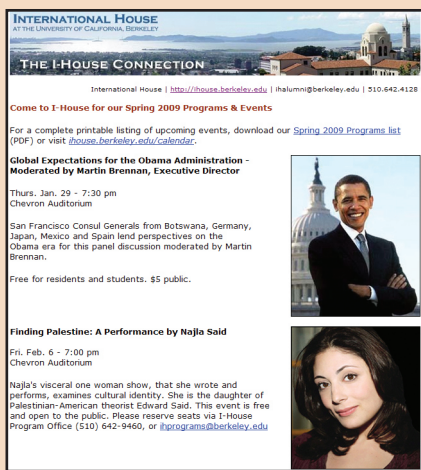 INTERNATIONAL HOUSE
AT THE UNIVERSITY OF CALIFORNIA, BERKELEY
THE I-HOUSE CONNECTION
International House | http://ihouse.berkeley.edu | ihalumni@berkeley.edu | 510.642.4128
Come to I-House for our Spring 2009 Programs & Events
For a complete printable listing of upcoming events, download our Spring 2009 Programs list
(PDF) or visit ihouse.berkeley.edu/calendar.
Global Expectations for the Obama Administration -
Moderated by Martin Brennan, Executive Director
Thurs. Jan. 29 - 7:30 pm
Chevron Auditorium
San Francisco Consul Generals from Botswana, Germany,
Japan, Mexico and Spain lend perspectives on the
Obama era for this panel discussion moderated by Martin
Brennan.
Free for residents and students. $5 public.
Finding Palestine: A Performance by Najla Said
Fri. Feb. 6 - 7:00 pm
Chevron Auditorium
Najla's visceral one woman show, that she wrote and
performs, examines cultural identity. She is the daughter of
Palestinian-American theorist Edward Said. This event is free
and open to the public. Please reserve seats via I-House
Program Office (510) 642-9460, or ihprograms@berkeley.edu